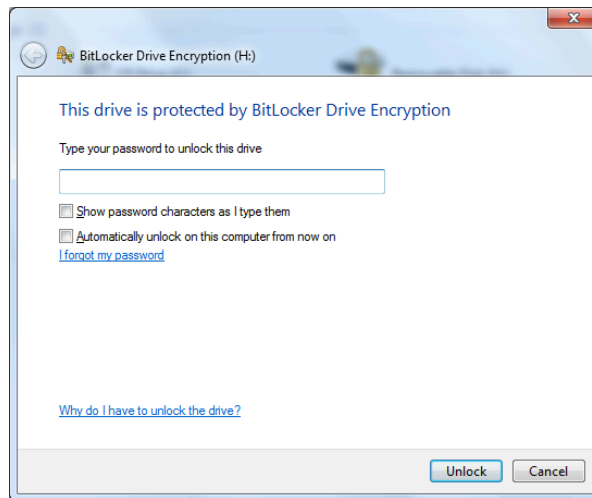 BitLocker Drive Encryption (H:)
This drive is protected by BitLocker Drive Encryption
Type your password to unlock this drive
Show password characters as I type them
Automatically unlock on this computer from now on
I forgot my password
Why do I have to unlock the drive?
Unlock Cancel